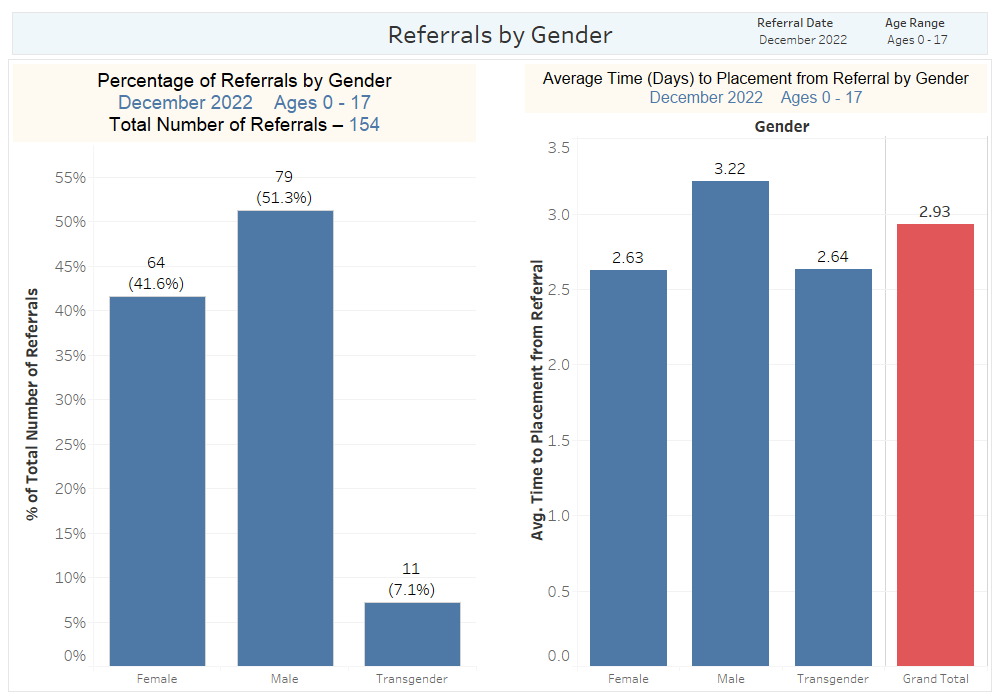 Referrals by Gender
Referral Date
December 2022
Age Range
Ages 0 - 17
Percentage of Referrals by Gender
December 2022 Ages 0 - 17
Total Number of Referrals – 154
% of Total Number of Referrals
55%
50%
45%
40%
35%
30%
25%
20%
15%
10%
5%
0%
64
(41.6%)
79
(51.3%)
11
(7.1%)
Female
Male
Transgender
Average Time (Days) to Placement from Referral by Gender
December 2022 Ages 0 - 17
Gender
Avg. Time to Placement from Referral
3.5
3.0
2.5
2.0
1.5
1.0
0.5
0.0
2.63
3.22
2.64
2.93
Female
Male
Transgender
Grand Total